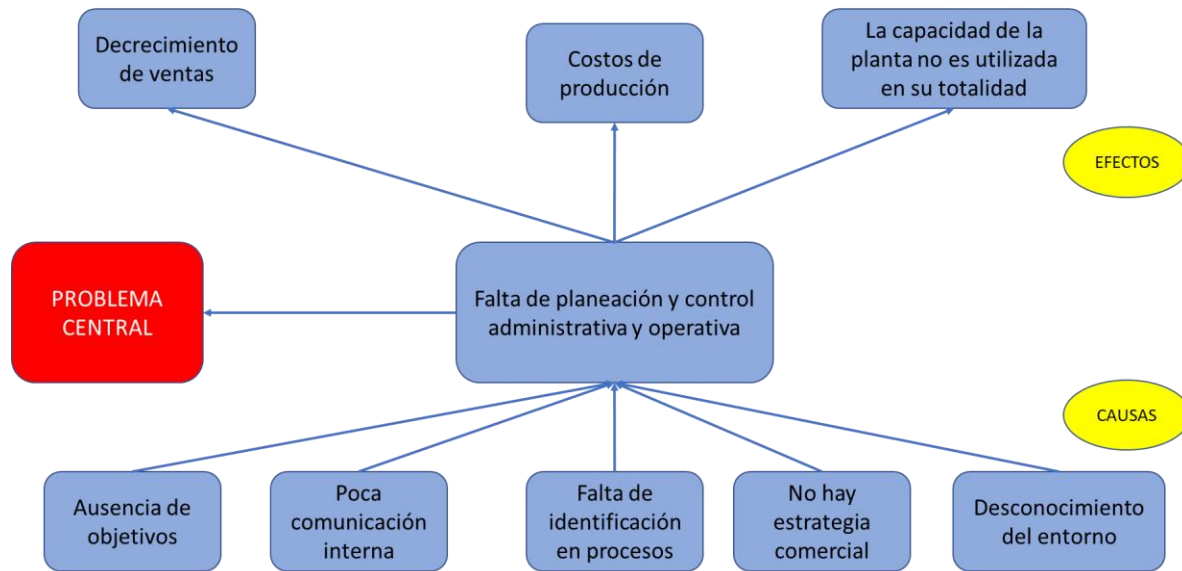 Decrecimiento
de ventas
Costos de
producción
La capacidad de la
planta no es utilizada
en su totalidad
EFECTOS
PROBLEMA
CENTRAL
Falta de planeación y control
administrativa y operativa
CAUSAS
Ausencia de
objetivos
Poca
comunicación
interna
Falta de
identificación
en procesos
No hay
estrategia
comercial
Desconocimiento
del entorno